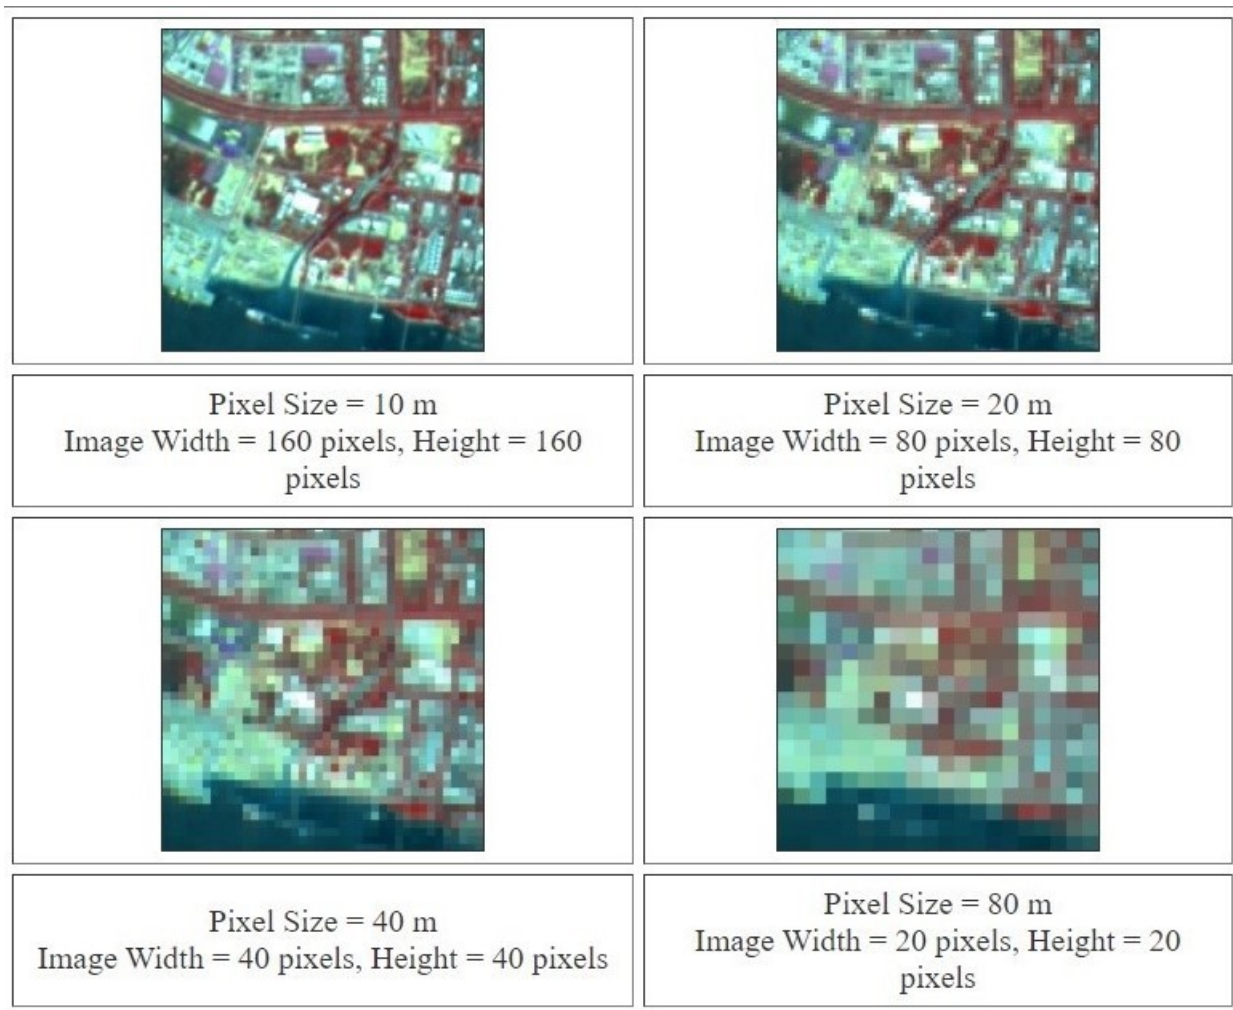 Pixel Size = 10 m
Image Width = 160 pixels, Height = 160
pixels
Pixel Size = 20 m
Image Width = 80 pixels, Height = 80
pixels
Pixel Size = 40 m
Image Width = 40 pixels, Height = 40 pixels
Pixel Size = 80 m
Image Width = 20 pixels, Height = 20
pixels